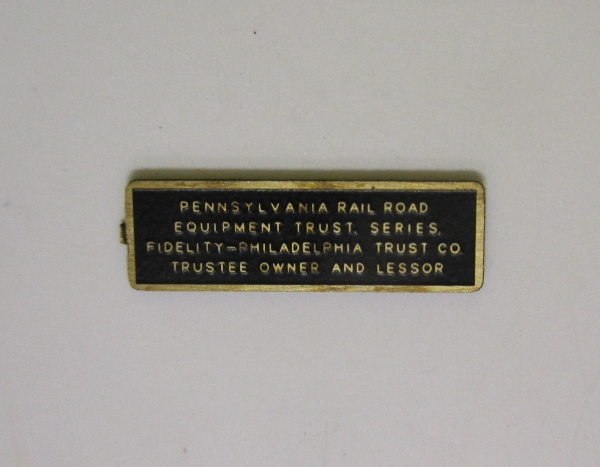 PENNSYLVANIA RAIL ROAD
EQUIPMENT TRUST, SERIES,
FIDELITY-PHILADELPHIA TRUST CO
TRUSTEE OWNER AND LESSOR